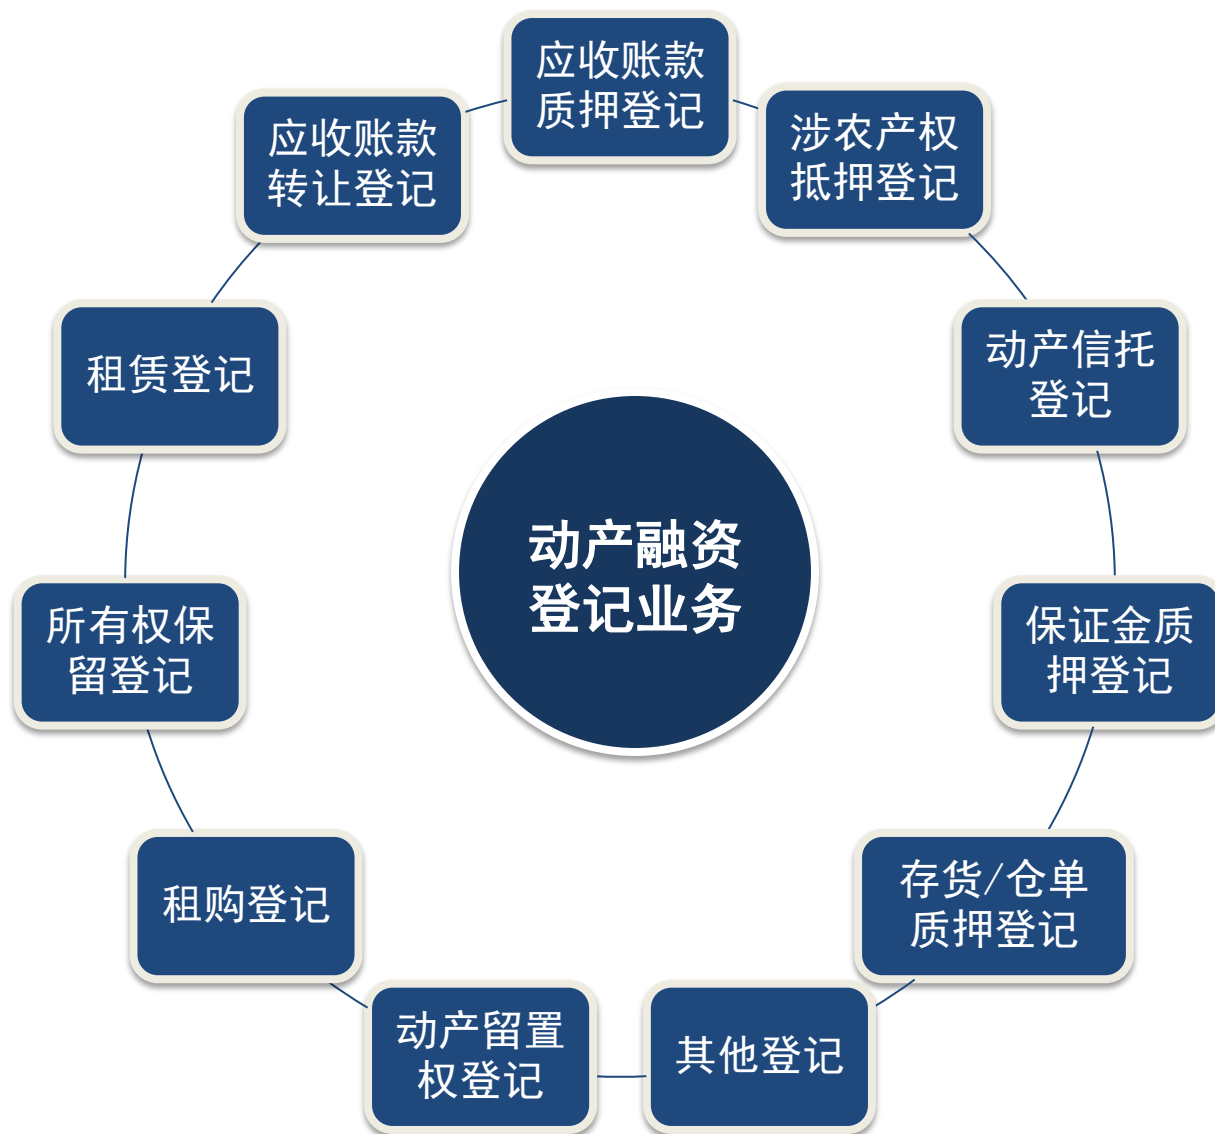 应收账款
质押登记
涉农产权
抵押登记
动产信托
登记
保证金质
押登记
存货/仓单
质押登记
其他登记
动产留置
权登记
租购登记
所有权保
留登记
租赁登记
应收账款
转让登记
动产融资
登记业务